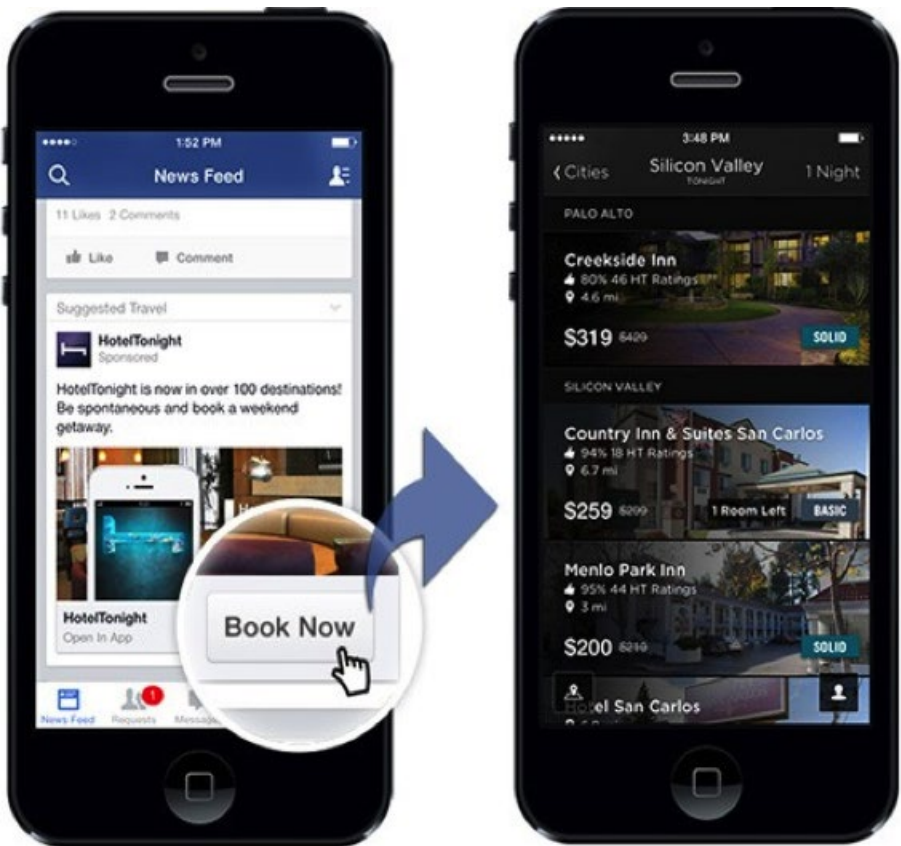 1:52 PM
News Feed
11 Likes 2 Comments
Like Comment
Suggested Travel
HotelTonight
Sponsored
HotelTonight is now in over 100 destinations!
Be spontaneous and book a weekend
getaway.
HotelTonight
Open In App
Book Now
1
News Feed Requests
3:48 PM
Cities Silicon Valley 1 Night
TONIGHT
PALO ALTO
Creekside Inn
80% 46 HT Ratings
4.6 mi
$319 $429 SOLID
SILICON VALLEY
Country Inn & Suites San Carlos
94% 18 HT Ratings
6.7 mi
$259 $299 1 Room Left BASIC
Menlo Park Inn
95% 44 HT Ratings
3 mi
$200 $210 SOLID
San Carlos